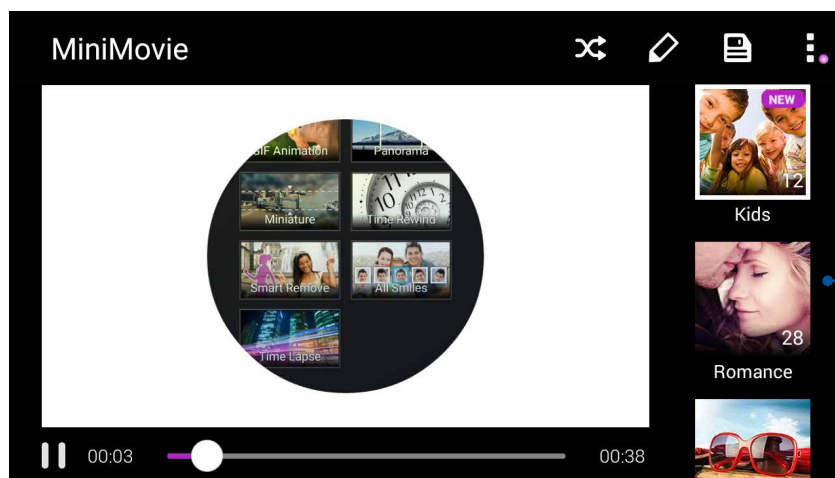 MiniMovie
NEW
12
Kids
GIF Animation
Panorama
Miniature
Time Rewind
Smart Remove
All Smiles
Time Lapse
28
Romance
00:03
00:38